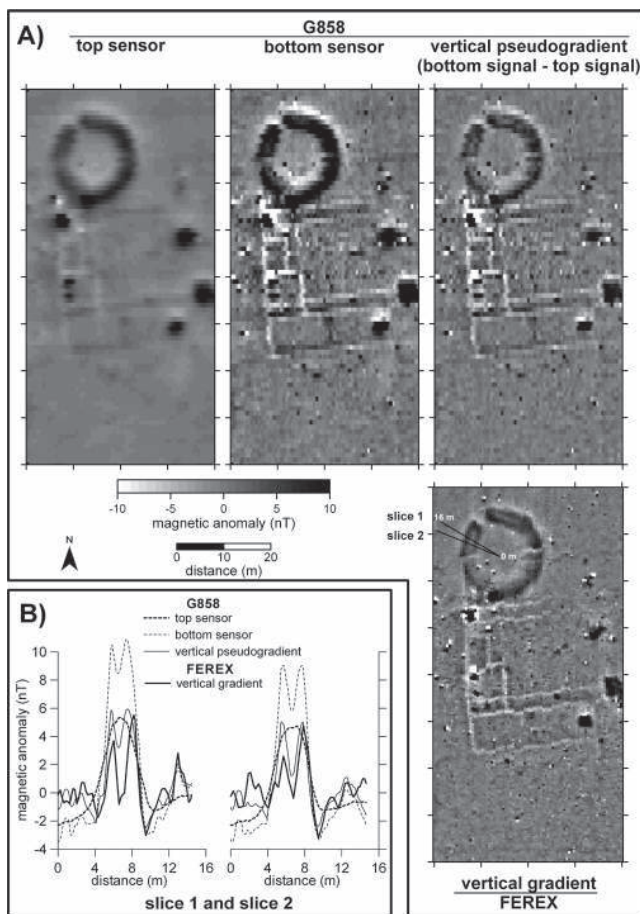 A)
G858
top sensor
bottom sensor
vertical pseudogradient
(bottom signal - top signal)
-10 -5 0 5 10
magnetic anomaly (nT)
N
0 10 20
distance (m)
slice 1
slice 2
16 m
0 m
vertical gradient
FEREX
B)
G858
top sensor
bottom sensor
vertical pseudogradient
FEREX
vertical gradient
magnetic anomaly (nT)
10
8
6
4
2
0
-2
-4
0 4 8 12 16
0 4 8 12 16
distance (m)
distance (m)
slice 1 and slice 2